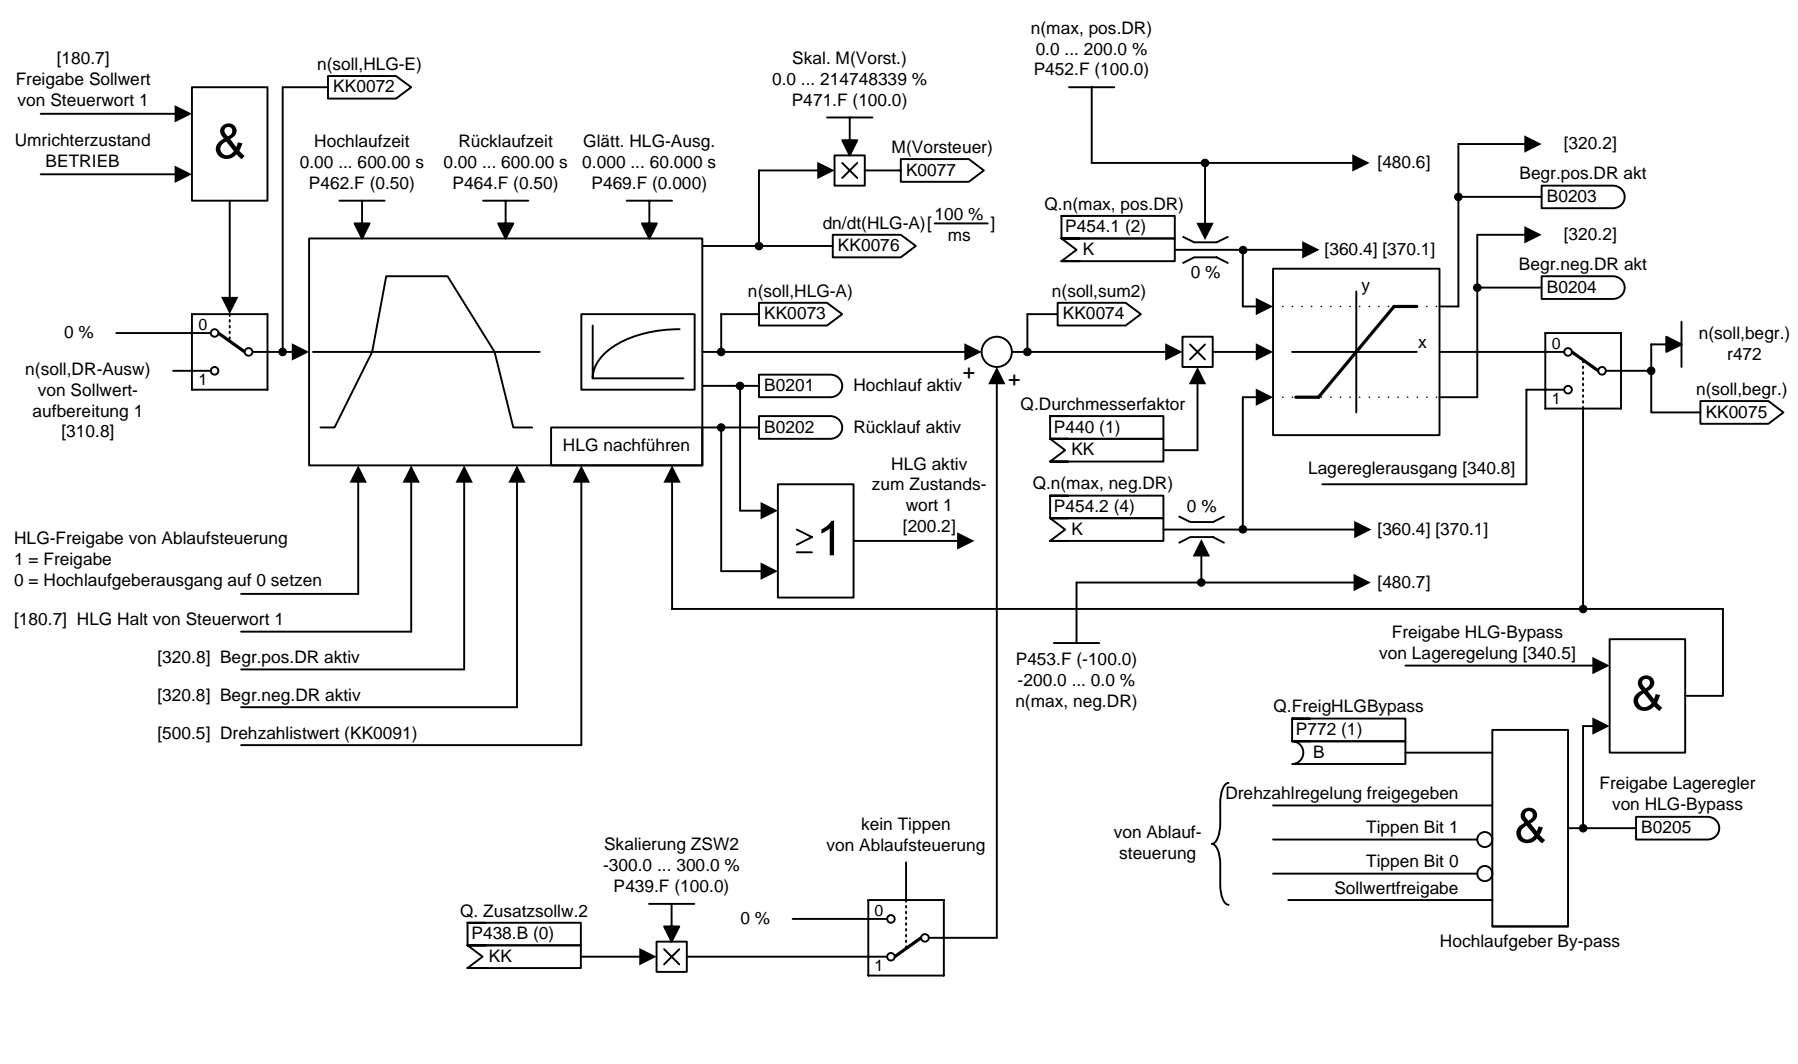 [180.7]
Freigabe Sollwert
von Steuerwort 1
Umrichterzustand
BETRIEB
&
n(soll,HLG-E)
KK0072
0 %
0
1
n(soll,DR-Ausw)
von Sollwert-
aufbereitung 1
[310.8]
Hochlaufzeit
0.00 ... 600.00 s
P462.F (0.50)
Rücklaufzeit
0.00 ... 600.00 s
P464.F (0.50)
Glätt. HLG-Ausg.
0.000 ... 60.000 s
P469.F (0.000)
Skal. M(Vorst.)
0.0 ... 214748339 %
P471.F (100.0)
M(Vorsteuer)
K0077
dn/dt(HLG-A)[100 %
ms]
KK0076
n(soll,HLG-A)
KK0073
B0201 Hochlauf aktiv
B0202 Rücklauf aktiv
HLG nachführen
HLG aktiv
zum Zustands-
wort 1
[200.2]
≥1
HLG-Freigabe von Ablaufsteuerung
1 = Freigabe
0 = Hochlaufgeberausgang auf 0 setzen
[180.7] HLG Halt von Steuerwort 1
[320.8] Begr.pos.DR aktiv
[320.8] Begr.neg.DR aktiv
[500.5] Drehzahlistwert (KK0091)
n(max, pos.DR)
0.0 ... 200.0 %
P452.F (100.0)
[480.6]
Q.n(max, pos.DR)
P454.1 (2)
K
0 %
[360.4] [370.1]
n(soll,sum2)
KK0074
+
+
Q.Durchmesserfaktor
P440 (1)
KK
Q.n(max, neg.DR)
P454.2 (4)
K
0 %
[360.4] [370.1]
[480.7]
P453.F (-100.0)
-200.0 ... 0.0 %
n(max, neg.DR)
y
x
[320.2]
Begr.pos.DR akt
B0203
[320.2]
Begr.neg.DR akt
B0204
0
1
Lagereglerausgang [340.8]
n(soll,begr.)
r472
n(soll,begr.)
KK0075
Freigabe HLG-Bypass
von Lageregelung [340.5]
&
Q.FreigHLGBypass
P772 (1)
B
von Ablauf-
steuerung
Drehzahlregelung freigegeben
Tippen Bit 1
Tippen Bit 0
Sollwertfreigabe
&
Hochlaufgeber By-pass
Freigabe Lageregler
von HLG-Bypass
B0205
kein Tippen
von Ablaufsteuerung
Skalierung ZSW2
-300.0 ... 300.0 %
P439.F (100.0)
Q. Zusatzsollw.2
P438.B (0)
KK
0 %
0
1